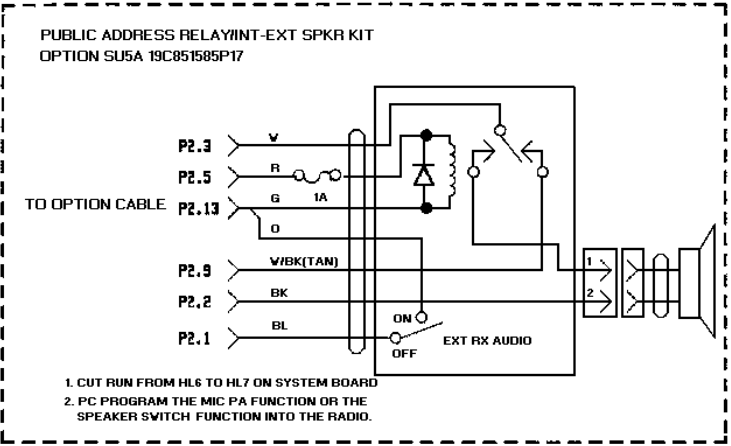 PUBLIC ADDRESS RELAY/INT-EXT SPKR KIT
OPTION SU5A 19C851585P17
P2.3 W
P2.5 R
1A
TO OPTION CABLE P2.13 G
O
P2.9 W/BK(TAN)
1
P2.2 BK
2
ON
P2.1 BL
EXT RX AUDIO
OFF
1. CUT RUN FROM HL6 TO HL7 ON SYSTEM BOARD
2. PC PROGRAM THE MIC PA FUNCTION OR THE
SPEAKER SWITCH FUNCTION INTO THE RADIO.